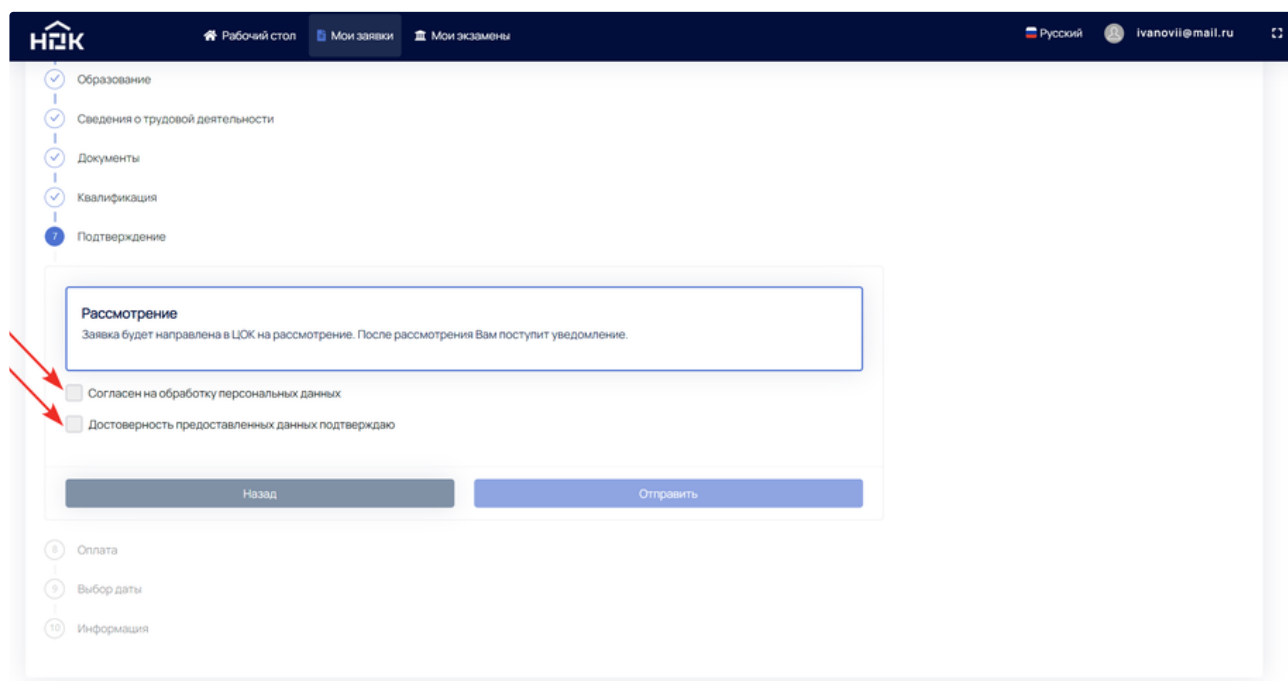 НОК
Рабочий стол
Мои заявки
Мои экзамены
Русский
ivanovii@mail.ru
Образование
Сведения о трудовой деятельности
Документы
Квалификация
7 Подтверждение
Рассмотрение
Заявка будет направлена в ЦОК на рассмотрение. После рассмотрения Вам поступит уведомление.
Согласен на обработку персональных данных
Достоверность предоставленных данных подтверждаю
Назад
Отправить
8 Оплата
9 Выбор даты
10 Информация